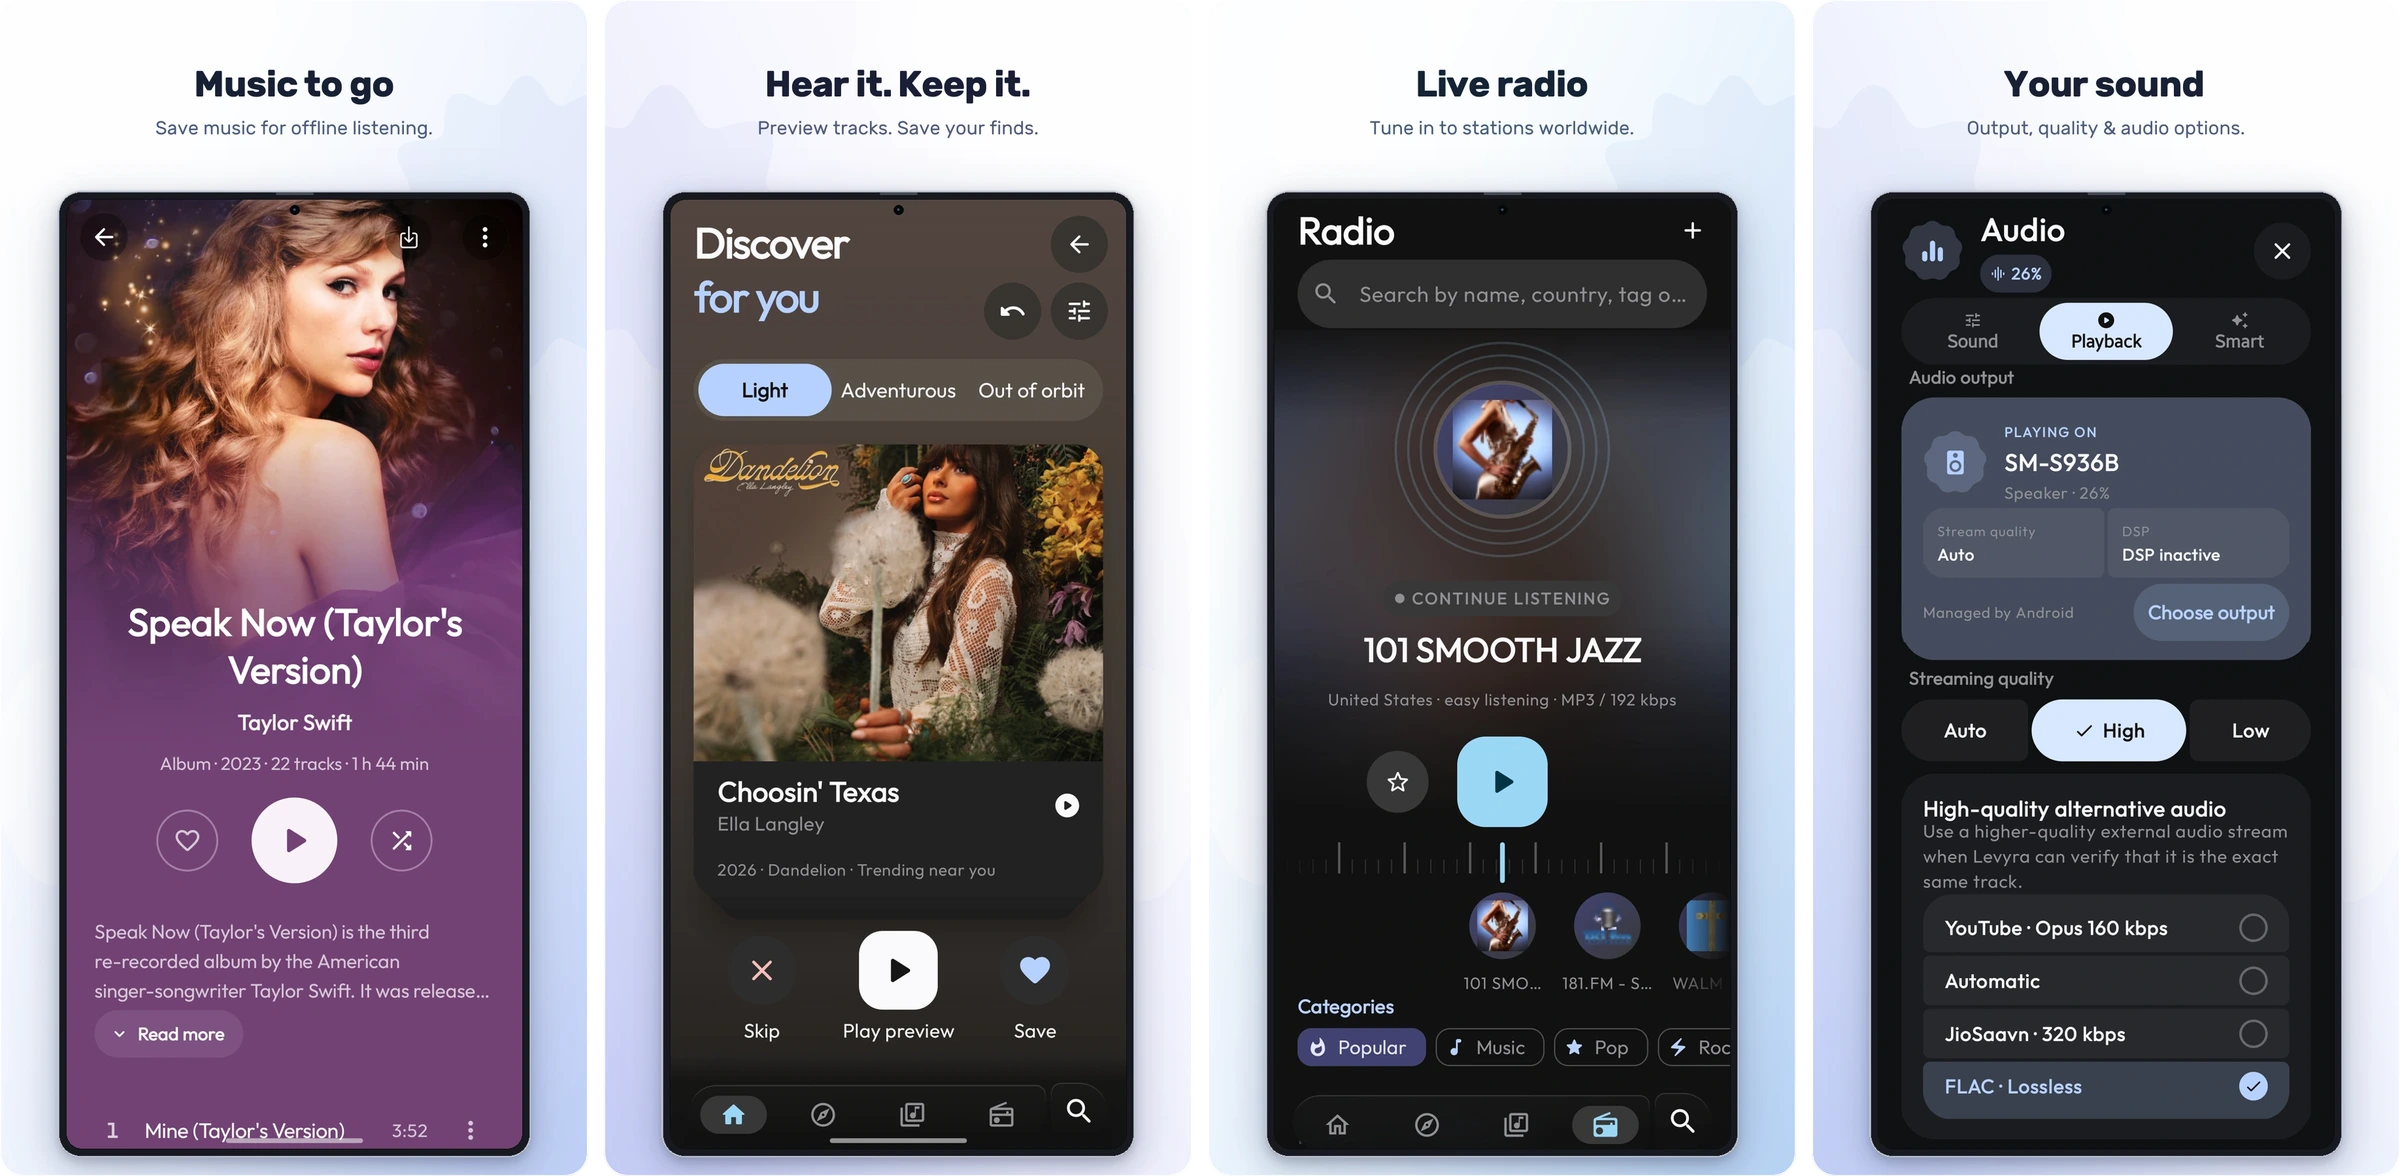 Music to go
Save music for offline listening.
Speak Now (Taylor's
Version)
Taylor Swift
Album · 2023 · 22 tracks · 1 h 44 min
Speak Now (Taylor's Version) is the third
re-recorded album by the American
singer-songwriter Taylor Swift. It was release...
Read more
1 Mine (Taylor's Version) 3:52
Hear it. Keep it.
Preview tracks. Save your finds.
Discover
for you
Light Adventurous Out of orbit
Dandelion
Ella Langley
Choosin' Texas
Ella Langley
2026 · Dandelion · Trending near you
Skip Play preview Save
Live radio
Tune in to stations worldwide.
Radio
Search by name, country, tag o...
CONTINUE LISTENING
101 SMOOTH JAZZ
United States · easy listening · MP3 / 192 kbps
101 SMO... 181.FM - S... WALM
Categories
Popular Music Pop Roc
Your sound
Output, quality & audio options.
Audio
26%
Sound Playback Smart
Audio output
PLAYING ON
SM-S936B
Speaker · 26%
Stream quality DSP
Auto DSP inactive
Managed by Android Choose output
Streaming quality
Auto High Low
High-quality alternative audio
Use a higher-quality external audio stream
when Levyra can verify that it is the exact
same track.
YouTube · Opus 160 kbps
Automatic
JioSaavn · 320 kbps
FLAC · Lossless